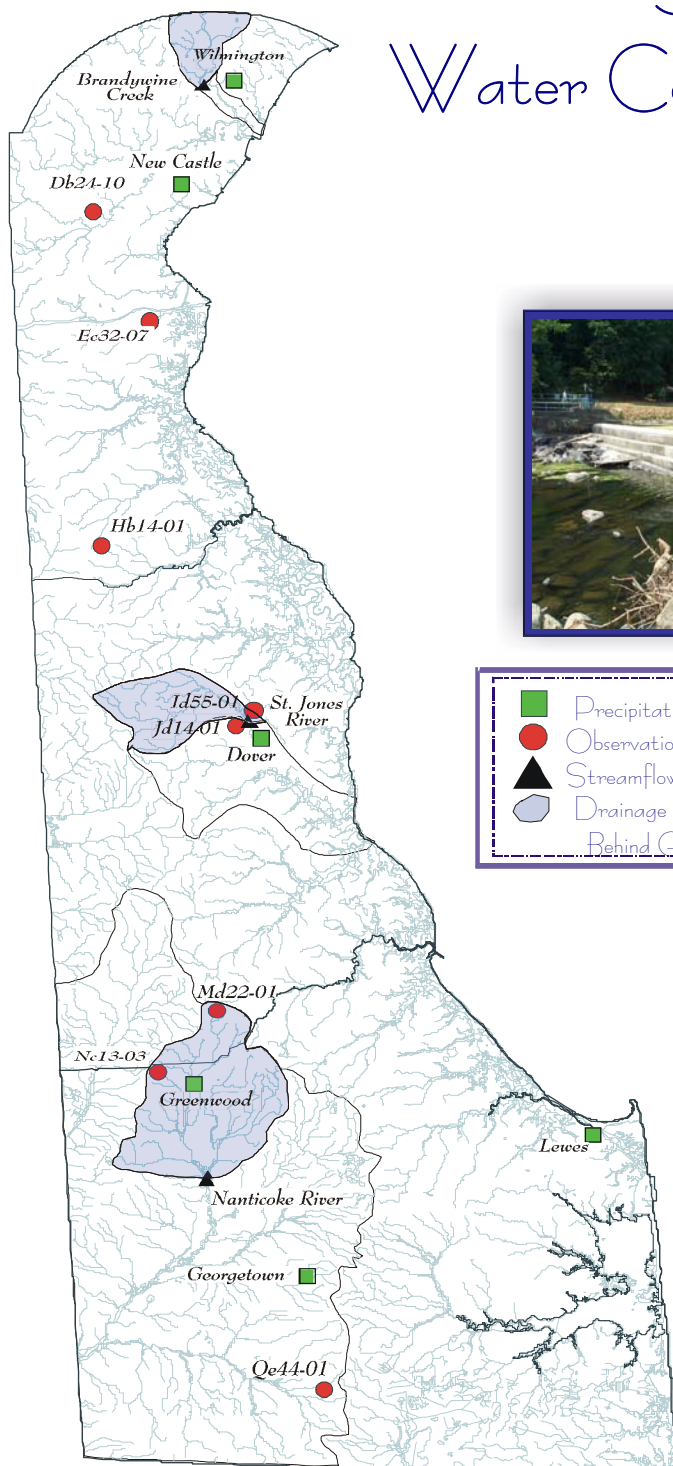 Water
Wilmington
Brandywine
Creek
New Castle
Db24-10
Ec32-07
Hb14-01
Id55-01
St. Jones
River
Jd14-01
Dover
Md22-01
Nc13-03
Greenwood
Nanticoke River
Lewes
Georgetown
Qe44-01
Precipitat
Observatio
Streamflow
Drainage
Behind G